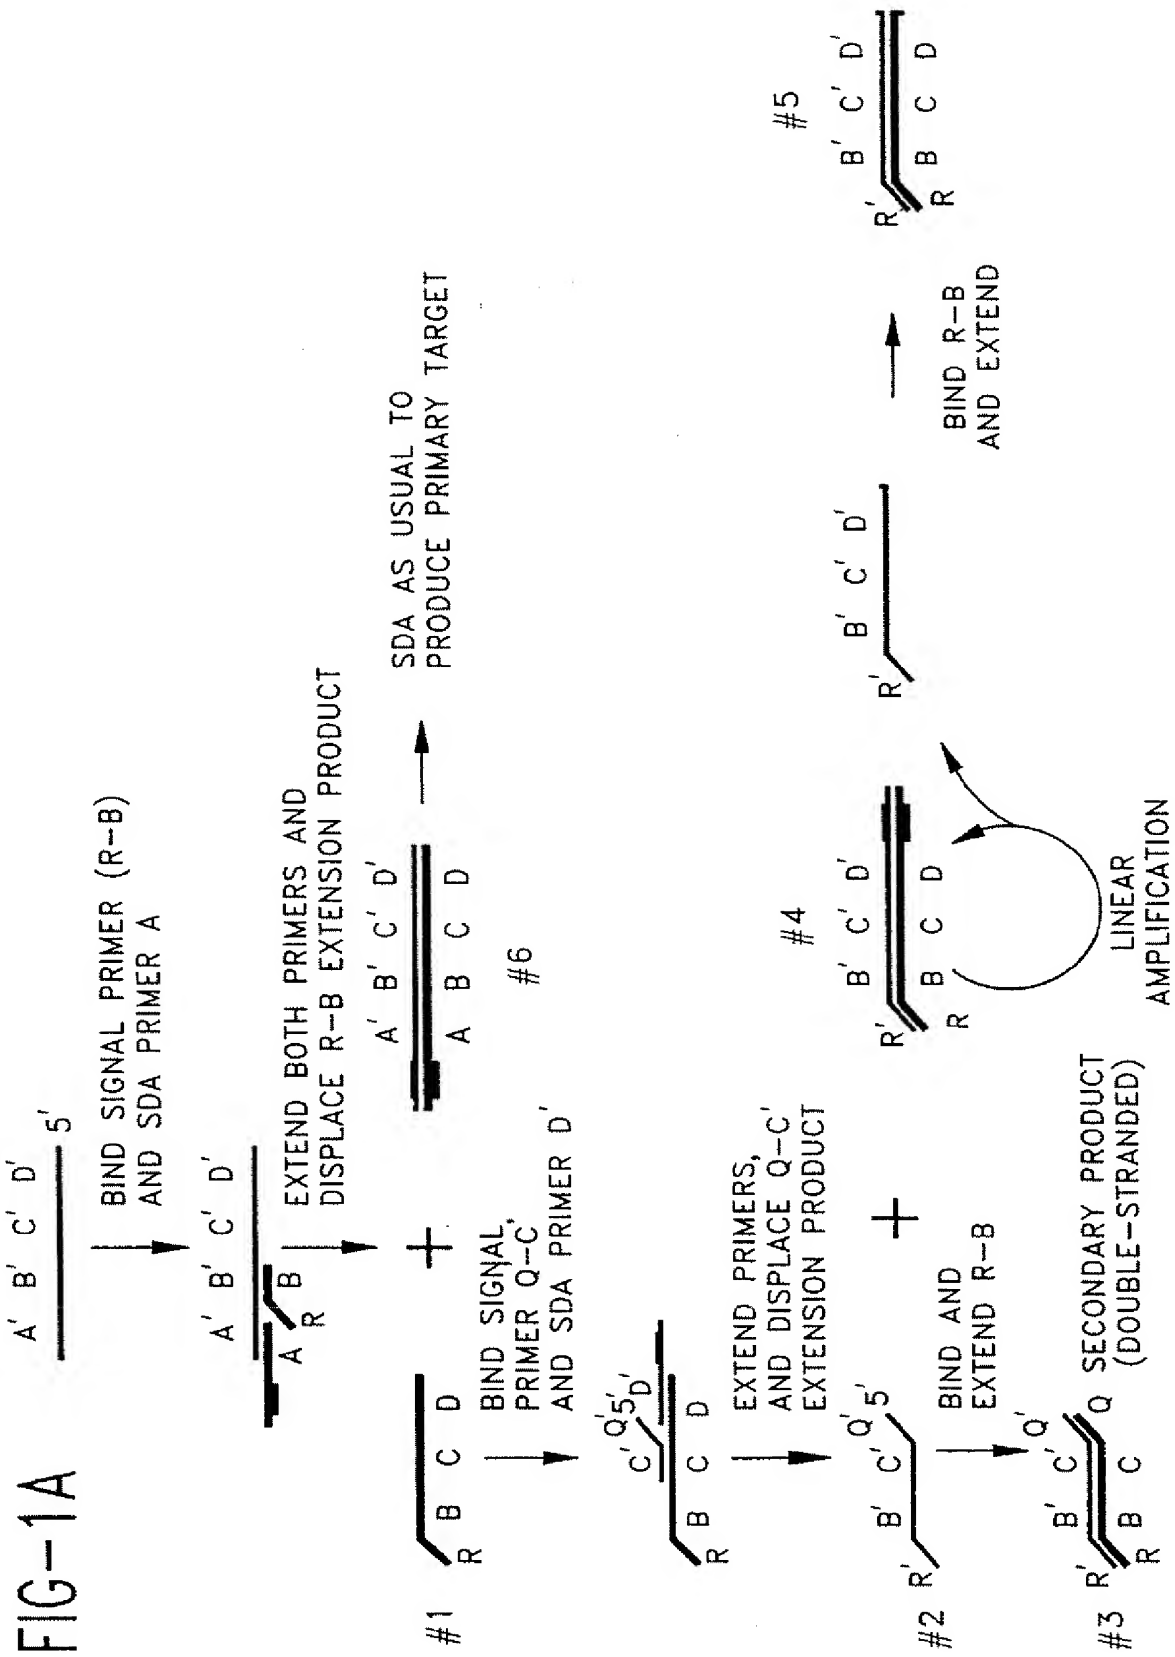 FIG-1A
A' B' C' D'
5'
BIND SIGNAL PRIMER (R-B)
AND SDA PRIMER A
A' B' C' D'
A R B
EXTEND BOTH PRIMERS AND
DISPLACE R-B EXTENSION PRODUCT
#1
R B C D
+
A' B' C' D'
A B C D
#6
SDA AS USUAL TO
PRODUCE PRIMARY TARGET
BIND SIGNAL
PRIMER Q-C'
AND SDA PRIMER D'
C' Q' 5' D'
R B C D
EXTEND PRIMERS,
AND DISPLACE Q-C'
EXTENSION PRODUCT
#2
R' B' C' Q' 5'
+
#4
R' B' C' D'
R B C D
LINEAR
AMPLIFICATION
R' B' C' D'
BIND R-B
AND EXTEND
#5
R' B' C' D'
R B C D
BIND AND
EXTEND R-B
#3
R' B' C' Q'
R B C Q
SECONDARY PRODUCT
(DOUBLE-STRANDED)